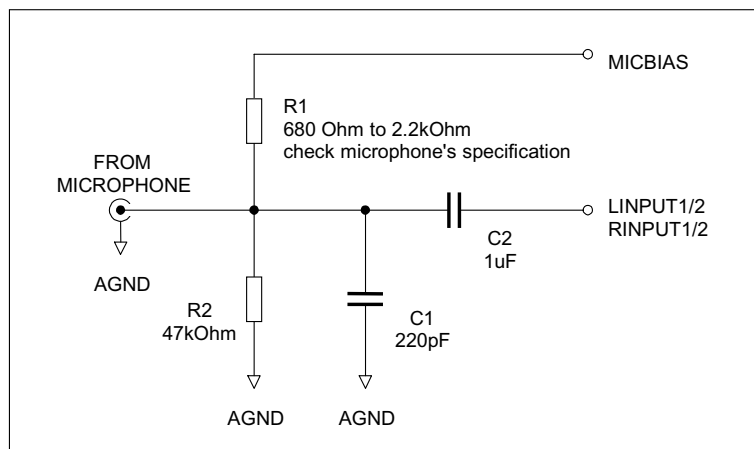 MICBIAS
R1
680 Ohm to 2.2kOhm
check microphone's specification
FROM
MICROPHONE
LINPUT1/2
RINPUT1/2
C2
1uF
AGND
R2
47kOhm
C1
220pF
AGND
AGND